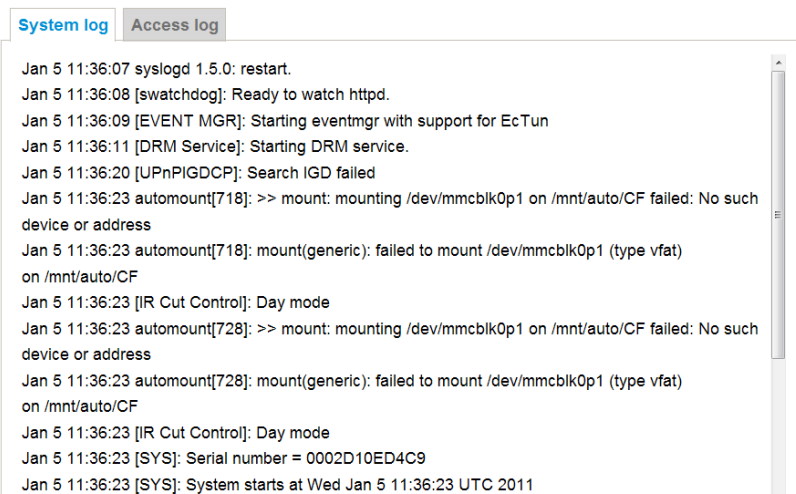 System log
Access log
Jan 5 11:36:07 syslogd 1.5.0: restart.
Jan 5 11:36:08 [swatchdog]: Ready to watch httpd.
Jan 5 11:36:09 [EVENT MGR]: Starting eventmgr with support for EcTun
Jan 5 11:36:11 [DRM Service]: Starting DRM service.
Jan 5 11:36:20 [UPnPIGDCP]: Search IGD failed
Jan 5 11:36:23 automount[718]: >> mount: mounting /dev/mmcblk0p1 on /mnt/auto/CF failed: No such
device or address
Jan 5 11:36:23 automount[718]: mount(generic): failed to mount /dev/mmcblk0p1 (type vfat)
on /mnt/auto/CF
Jan 5 11:36:23 [IR Cut Control]: Day mode
Jan 5 11:36:23 automount[728]: >> mount: mounting /dev/mmcblk0p1 on /mnt/auto/CF failed: No such
device or address
Jan 5 11:36:23 automount[728]: mount(generic): failed to mount /dev/mmcblk0p1 (type vfat)
on /mnt/auto/CF
Jan 5 11:36:23 [IR Cut Control]: Day mode
Jan 5 11:36:23 [SYS]: Serial number = 0002D10ED4C9
Jan 5 11:36:23 [SYS]: System starts at Wed Jan 5 11:36:23 UTC 2011